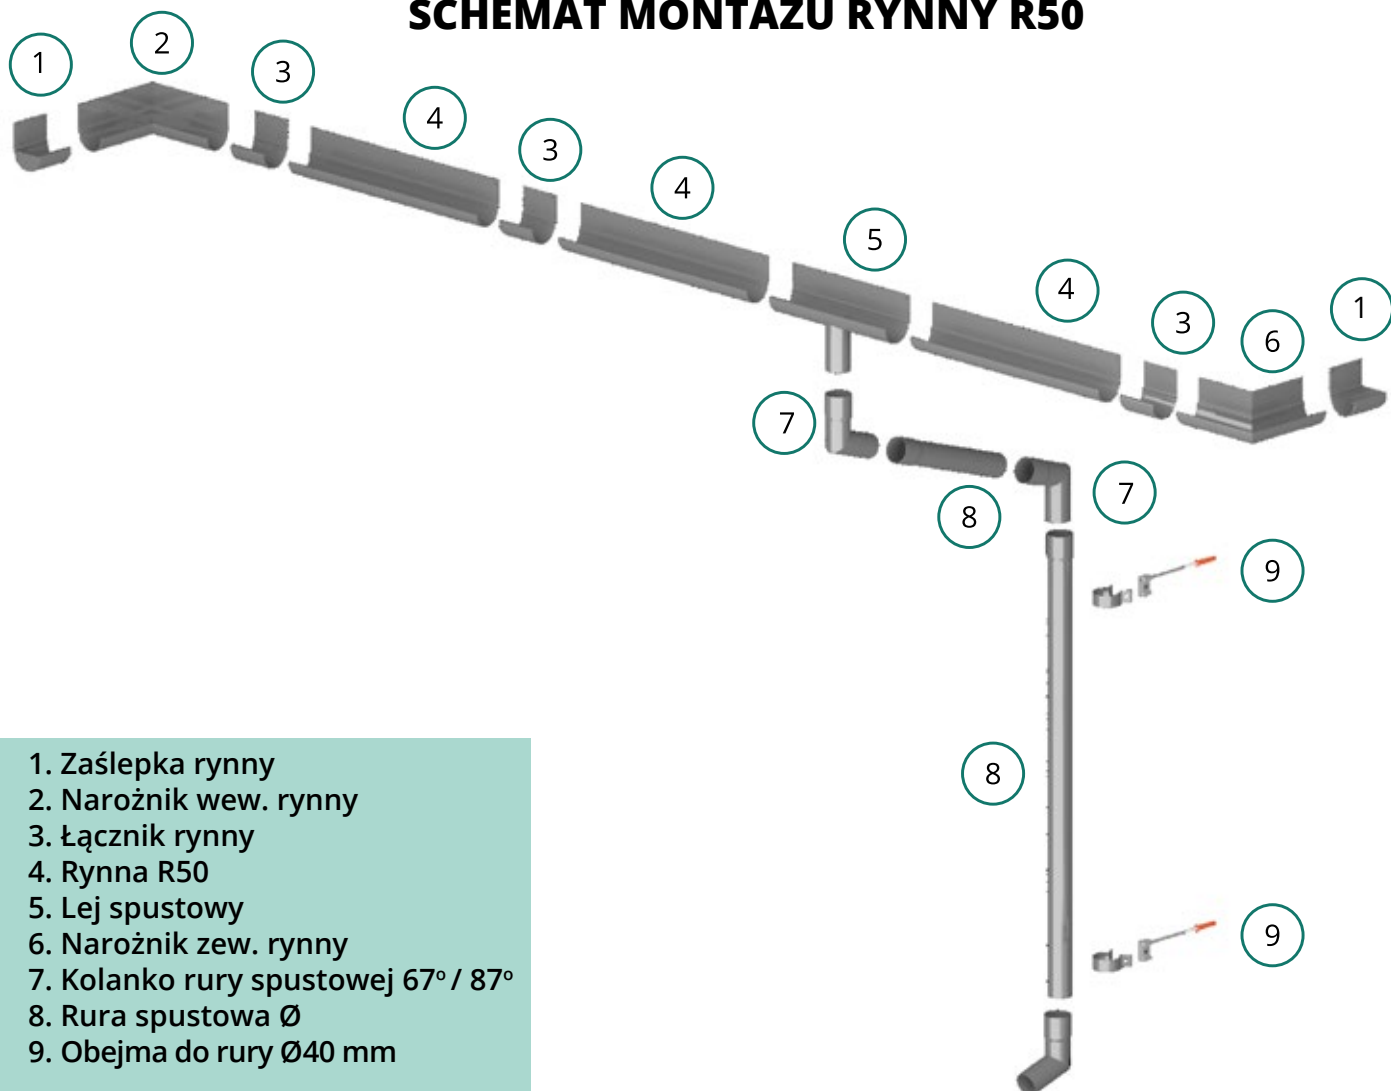 SCHEMAT MONTAŻU RYNNY R50
1
2
3
4
3
4
5
4
3
6
1
7
8
7
9
8
9
1. Zaślepka rynny
2. Narożnik wew. rynny
3. Łącznik rynny
4. Rynna R50
5. Lej spustowy
6. Narożnik zew. rynny
7. Kolanko rury spustowej 67º / 87º
8. Rura spustowa Ø
9. Obejma do rury Ø40 mm